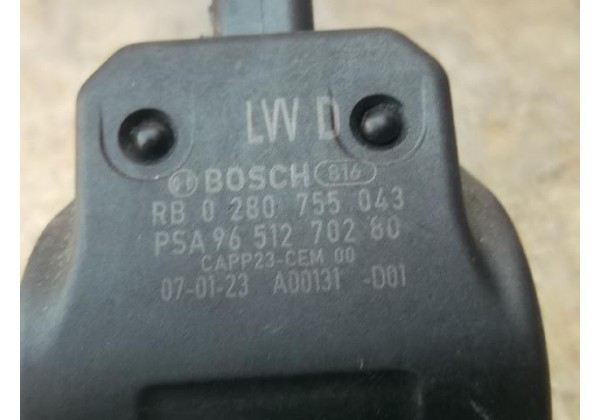 LW D
BOSCH 816
RB 0 280 755 043
PSA 96 512 702 80
CAPP23-CEM 00
07-01-23 A00131 -D01